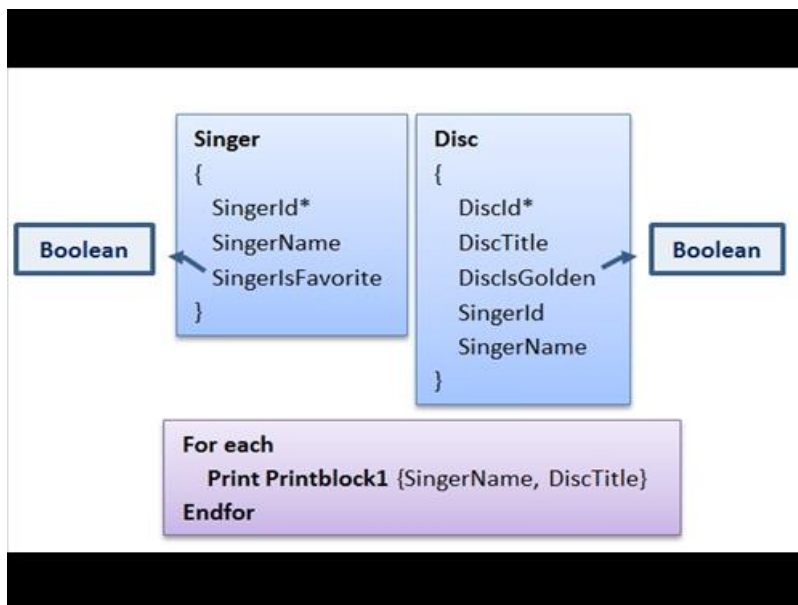 Singer
{
SingerId*
SingerName
SingerIsFavorite
}
Disc
{
DiscId*
DiscTitle
DiscIsGolden
SingerId
SingerName
}
Boolean
Boolean
For each
Print Printblock1 {SingerName, DiscTitle}
Endfor